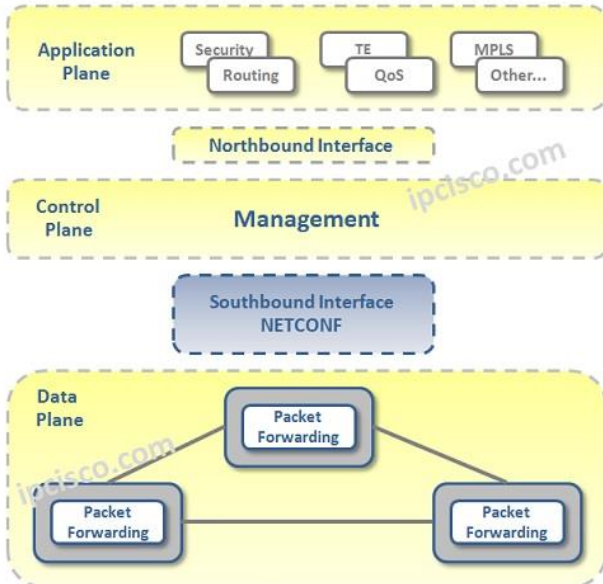 Application
Plane
Security
Routing
TE
QoS
MPLS
Other...
Northbound Interface
ipcisco.com
Control
Plane
Management
Southbound Interface
NETCONF
Data
Plane
Packet
Forwarding
ipcisco.com
Packet
Forwarding
Packet
Forwarding